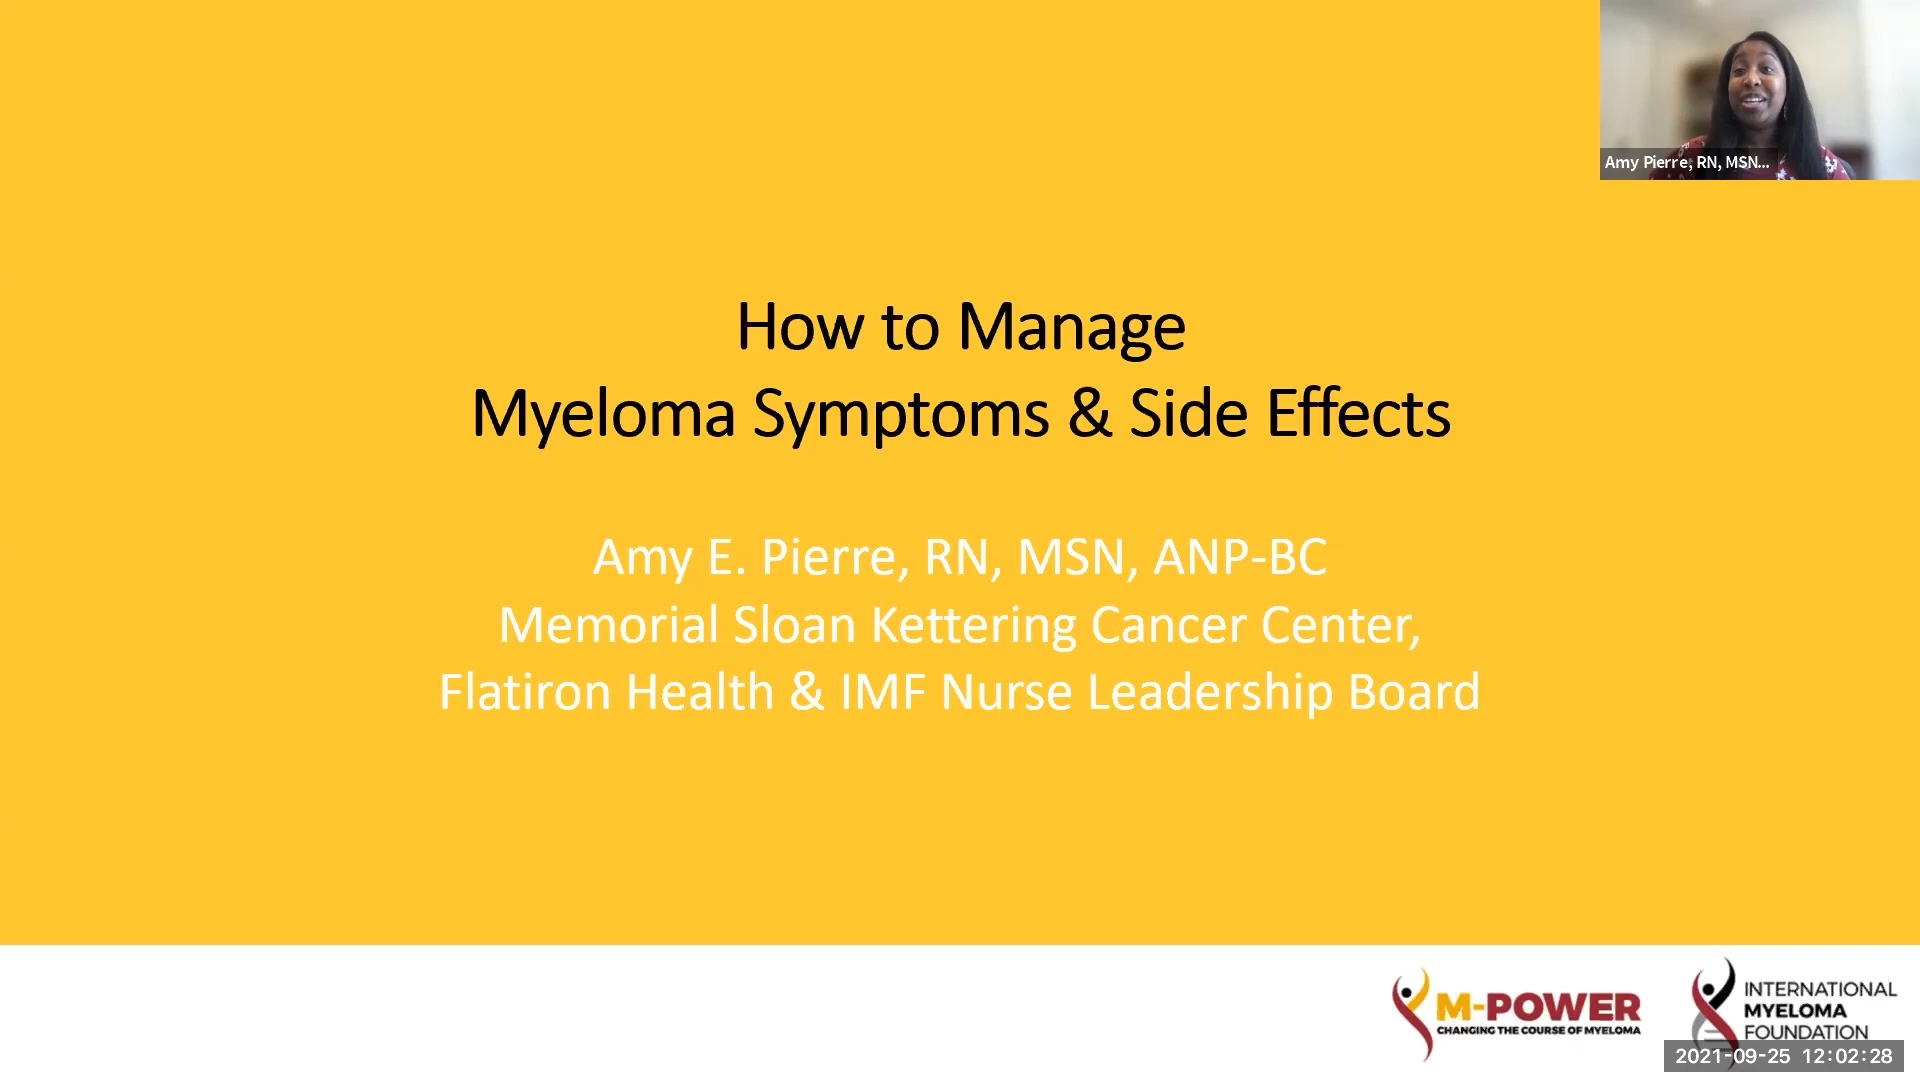 Amy Pierre, RN, MSN...
How to Manage
Myeloma Symptoms & Side Effects
Amy E. Pierre, RN, MSN, ANP-BC
Memorial Sloan Kettering Cancer Center,
Flatiron Health & IMF Nurse Leadership Board
M-POWER
CHANGING THE COURSE OF MYELOMA
INTERNATIONAL
MYELOMA
FOUNDATION
2021-09-25 12:02:28